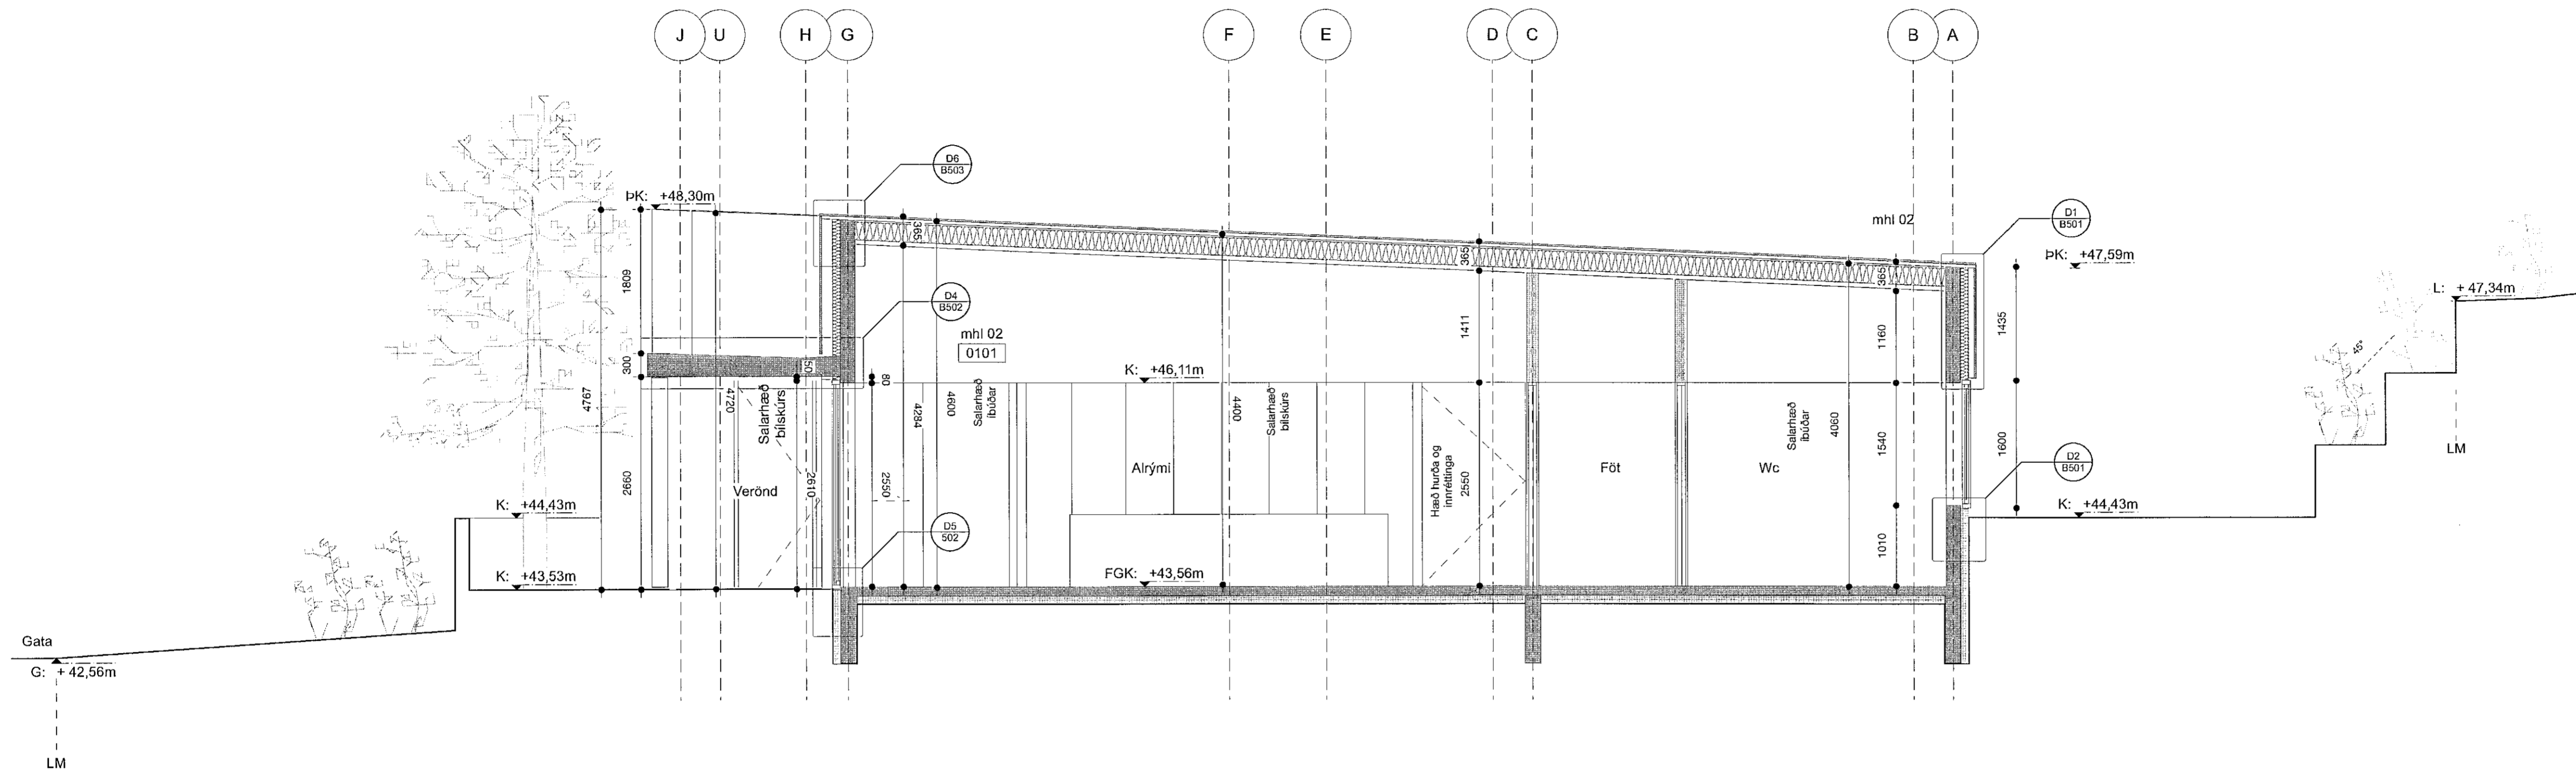 J U H G F E D C B A
D6
B503
ÞK: +48,30m
mhl 02
D1
B501
ÞK: +47,59m
365
365
365
1809
D4
B502
L: + 47,34m
mhl 02
0101
1411
1160
1435
45°
300
50
80
K: +46,11m
4767
4720
Salarhæð
bílskúrs
4284
4600
Salarhæð
íbúðar
4400
Salarhæð
bílskúrs
Salarhæð
íbúðar
4060
1540
1600
LM
2660
Verönd
2610
2550
Alrými
Hæð hurða og
innréttinga
2550
Föt
Wc
D2
B501
K: +44,43m
K: +44,43m
D5
502
1010
K: +43,53m
FGK: +43,56m
Gata
G: + 42,56m
LM